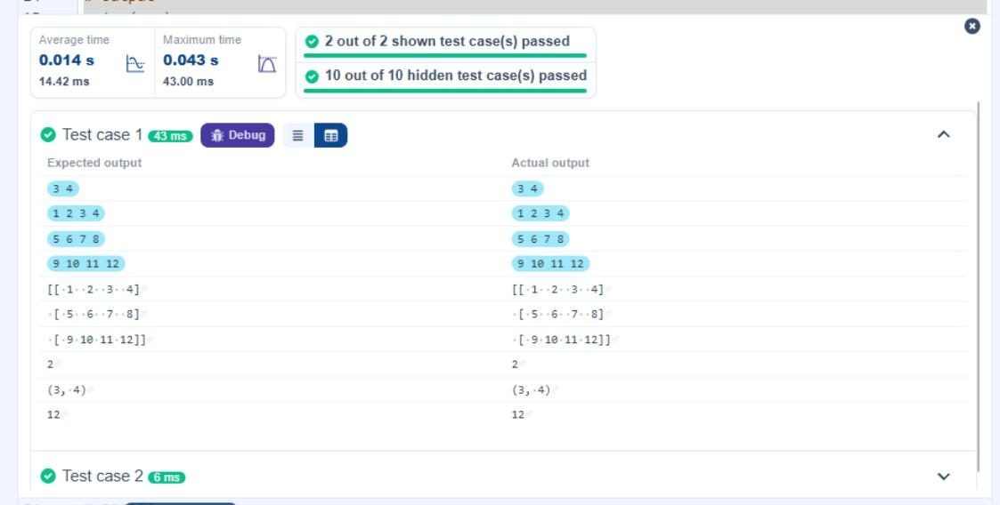 Average time
0.014 s
14.42 ms
Maximum time
0.043 s
43.00 ms
2 out of 2 shown test case(s) passed
10 out of 10 hidden test case(s) passed
Test case 1 43 ms Debug
Expected output Actual output
3 4 3 4
1 2 3 4 1 2 3 4
5 6 7 8 5 6 7 8
9 10 11 12 9 10 11 12
[[·1··2··3··4] [[·1··2··3··4]
·[·5··6··7··8] ·[·5··6··7··8]
·[·9·10·11·12]] ·[·9·10·11·12]]
2 2
(3,·4) (3,·4)
12 12
Test case 2 6 ms